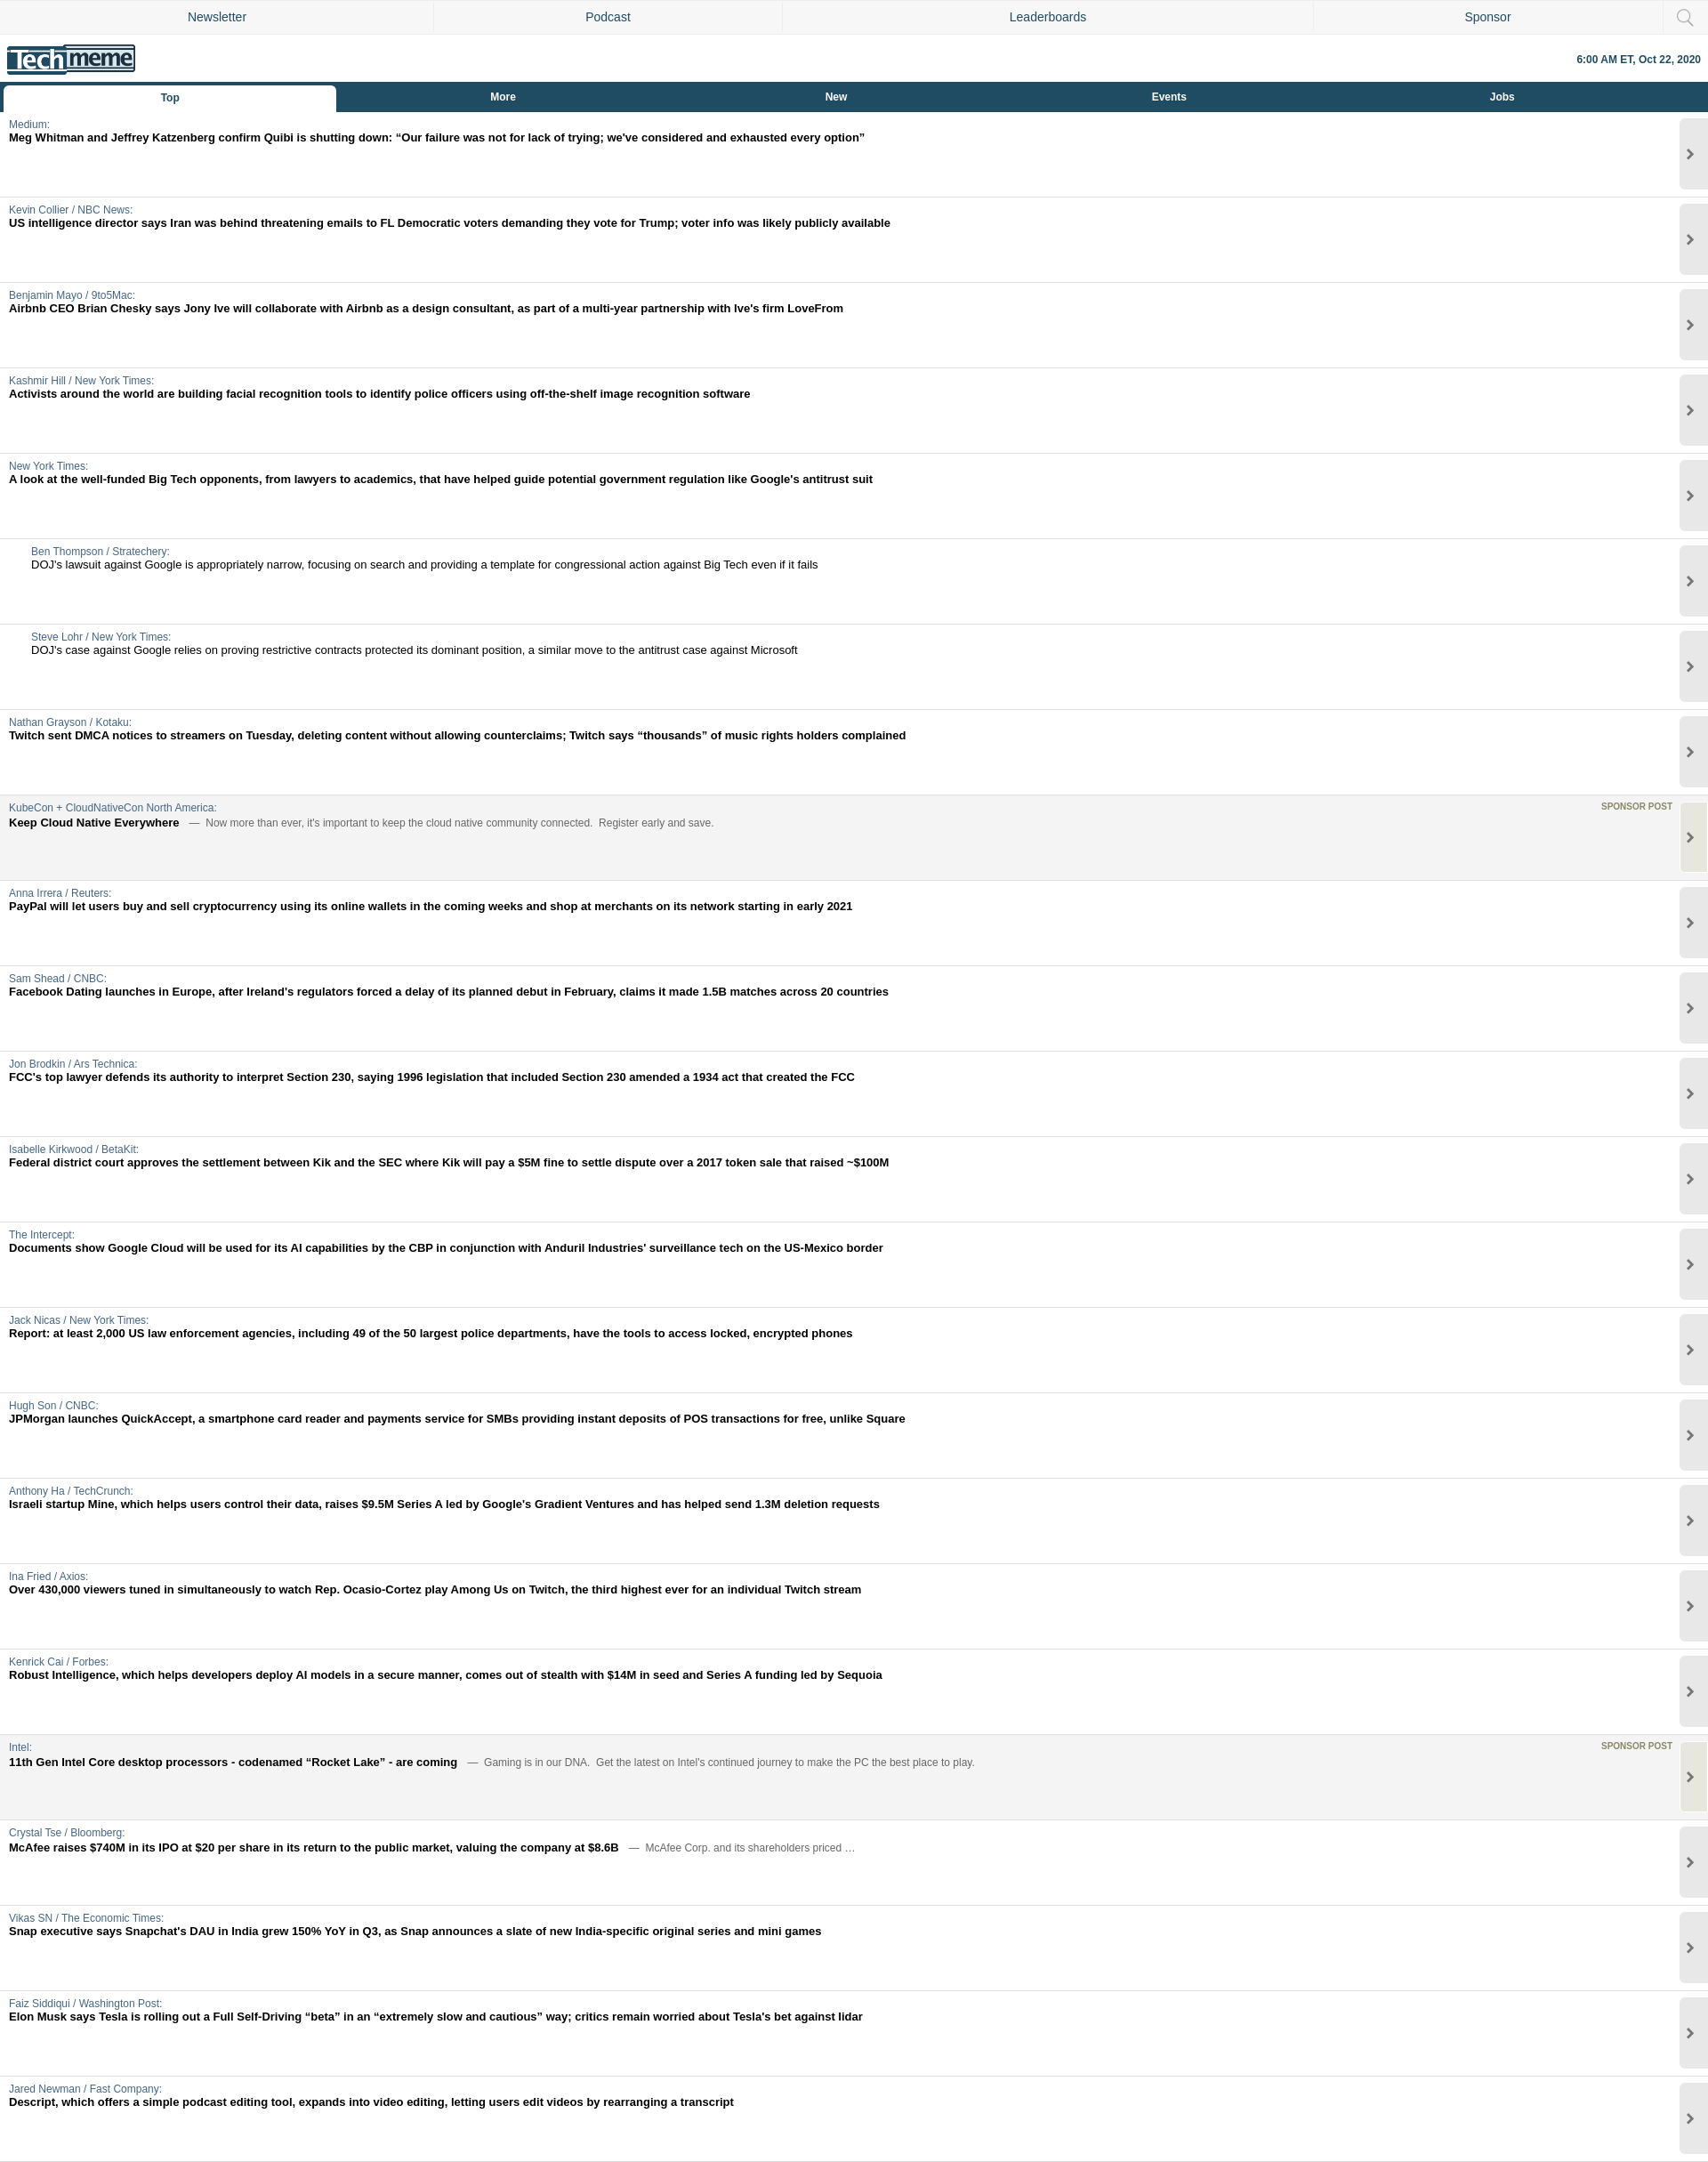 Newsletter
Podcast
Leaderboards
Sponsor
Techmeme
6:00 AM ET, Oct 22, 2020
Top
More
New
Events
Jobs
Medium:
Meg Whitman and Jeffrey Katzenberg confirm Quibi is shutting down: “Our failure was not for lack of trying; we've considered and exhausted every option”
Kevin Collier / NBC News:
US intelligence director says Iran was behind threatening emails to FL Democratic voters demanding they vote for Trump; voter info was likely publicly available
Benjamin Mayo / 9to5Mac:
Airbnb CEO Brian Chesky says Jony Ive will collaborate with Airbnb as a design consultant, as part of a multi-year partnership with Ive's firm LoveFrom
Kashmir Hill / New York Times:
Activists around the world are building facial recognition tools to identify police officers using off-the-shelf image recognition software
New York Times:
A look at the well-funded Big Tech opponents, from lawyers to academics, that have helped guide potential government regulation like Google's antitrust suit
Ben Thompson / Stratechery:
DOJ's lawsuit against Google is appropriately narrow, focusing on search and providing a template for congressional action against Big Tech even if it fails
Steve Lohr / New York Times:
DOJ's case against Google relies on proving restrictive contracts protected its dominant position, a similar move to the antitrust case against Microsoft
Nathan Grayson / Kotaku:
Twitch sent DMCA notices to streamers on Tuesday, deleting content without allowing counterclaims; Twitch says “thousands” of music rights holders complained
KubeCon + CloudNativeCon North America:
SPONSOR POST
Keep Cloud Native Everywhere — Now more than ever, it's important to keep the cloud native community connected. Register early and save.
Anna Irrera / Reuters:
PayPal will let users buy and sell cryptocurrency using its online wallets in the coming weeks and shop at merchants on its network starting in early 2021
Sam Shead / CNBC:
Facebook Dating launches in Europe, after Ireland's regulators forced a delay of its planned debut in February, claims it made 1.5B matches across 20 countries
Jon Brodkin / Ars Technica:
FCC's top lawyer defends its authority to interpret Section 230, saying 1996 legislation that included Section 230 amended a 1934 act that created the FCC
Isabelle Kirkwood / BetaKit:
Federal district court approves the settlement between Kik and the SEC where Kik will pay a $5M fine to settle dispute over a 2017 token sale that raised ~$100M
The Intercept:
Documents show Google Cloud will be used for its AI capabilities by the CBP in conjunction with Anduril Industries' surveillance tech on the US-Mexico border
Jack Nicas / New York Times:
Report: at least 2,000 US law enforcement agencies, including 49 of the 50 largest police departments, have the tools to access locked, encrypted phones
Hugh Son / CNBC:
JPMorgan launches QuickAccept, a smartphone card reader and payments service for SMBs providing instant deposits of POS transactions for free, unlike Square
Anthony Ha / TechCrunch:
Israeli startup Mine, which helps users control their data, raises $9.5M Series A led by Google's Gradient Ventures and has helped send 1.3M deletion requests
Ina Fried / Axios:
Over 430,000 viewers tuned in simultaneously to watch Rep. Ocasio-Cortez play Among Us on Twitch, the third highest ever for an individual Twitch stream
Kenrick Cai / Forbes:
Robust Intelligence, which helps developers deploy AI models in a secure manner, comes out of stealth with $14M in seed and Series A funding led by Sequoia
Intel:
SPONSOR POST
11th Gen Intel Core desktop processors - codenamed “Rocket Lake” - are coming — Gaming is in our DNA. Get the latest on Intel's continued journey to make the PC the best place to play.
Crystal Tse / Bloomberg:
McAfee raises $740M in its IPO at $20 per share in its return to the public market, valuing the company at $8.6B — McAfee Corp. and its shareholders priced …
Vikas SN / The Economic Times:
Snap executive says Snapchat's DAU in India grew 150% YoY in Q3, as Snap announces a slate of new India-specific original series and mini games
Faiz Siddiqui / Washington Post:
Elon Musk says Tesla is rolling out a Full Self-Driving “beta” in an “extremely slow and cautious” way; critics remain worried about Tesla's bet against lidar
Jared Newman / Fast Company:
Descript, which offers a simple podcast editing tool, expands into video editing, letting users edit videos by rearranging a transcript